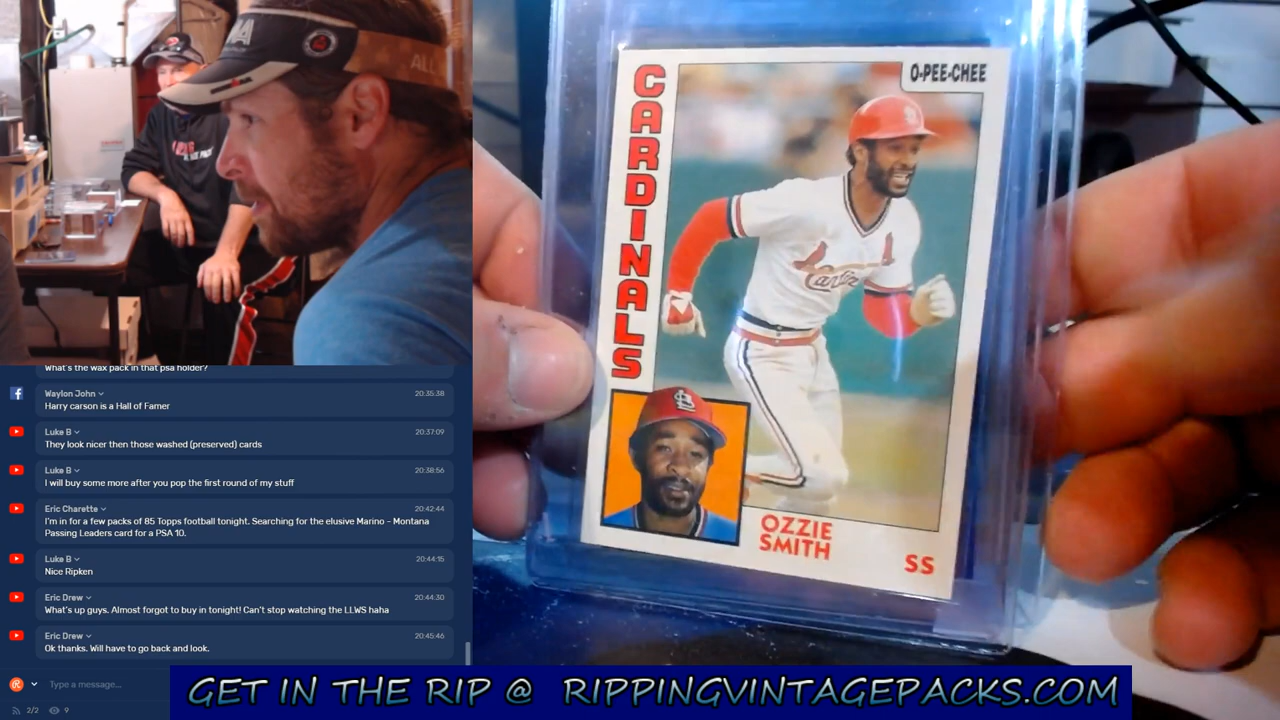 ALL
O-PEE-CHEE
CARDINALS
Cardinals
OZZIE
SMITH
SS
What's the wax pack in that psa holder?
Waylon John
20:35:38
Harry carson is a Hall of Famer
Luke B
20:37:09
They look nicer then those washed (preserved) cards
Luke B
20:38:56
I will buy some more after you pop the first round of my stuff
Eric Charette
20:42:44
I'm in for a few packs of 85 Topps football tonight. Searching for the elusive Marino - Montana
Passing Leaders card for a PSA 10.
Luke B
20:44:15
Nice Ripken
Eric Drew
20:44:30
What's up guys. Almost forgot to buy in tonight! Can't stop watching the LLWS haha
Eric Drew
20:45:46
Ok thanks. Will have to go back and look.
Type a message...
2/2
9
GET IN THE RIP @ RIPPINGVINTAGEPACKS.COM